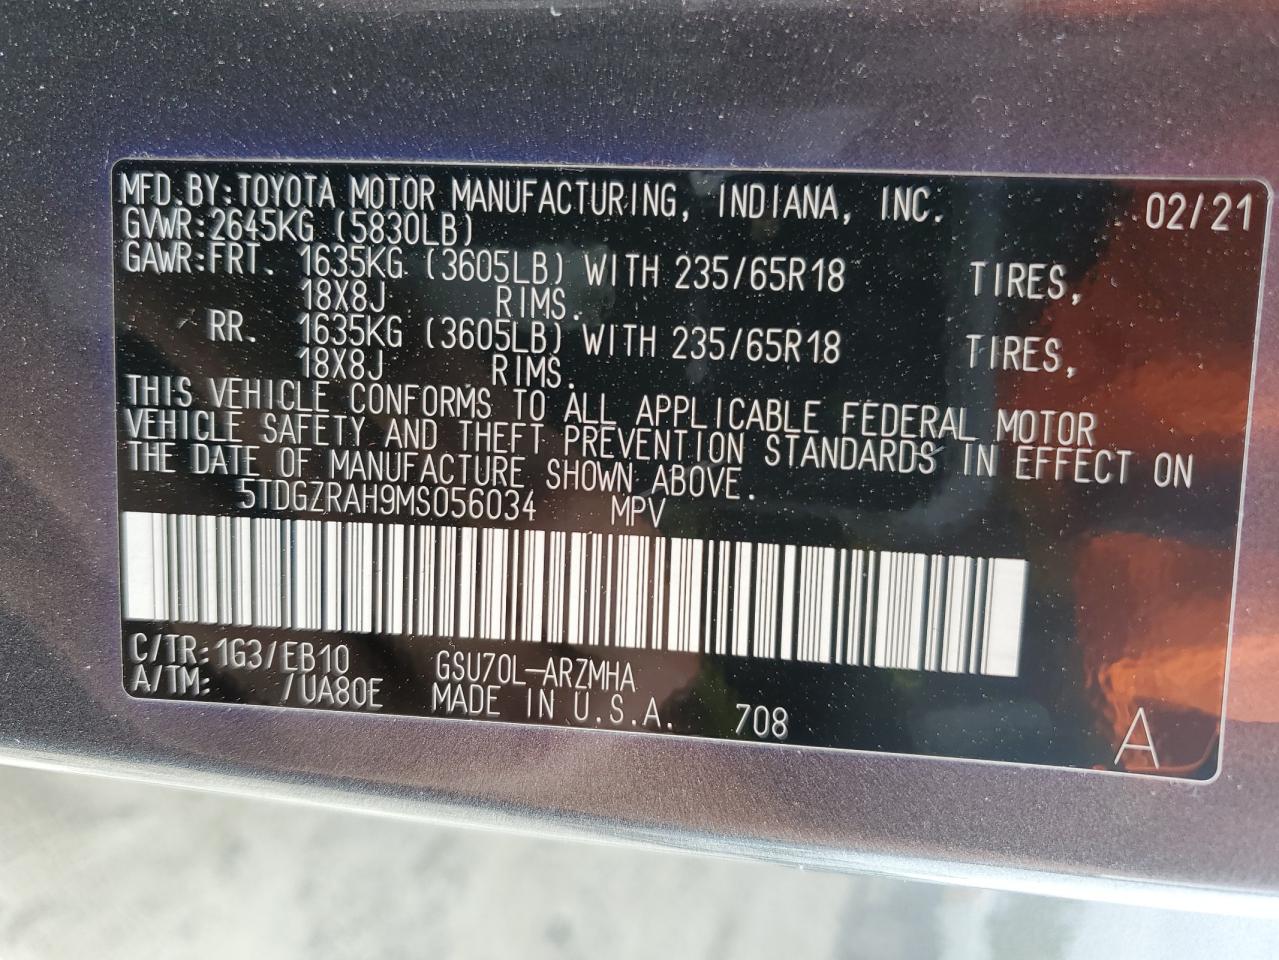 MFD.BY:TOYOTA MOTOR MANUFACTURING, INDIANA, INC. 02/21
GVWR:2645KG (5830LB)
GAWR:FRT. 1635KG (3605LB) WITH 235/65R18 TIRES,
18X8J RIMS.
RR. 1635KG (3605LB) WITH 235/65R18 TIRES,
18X8J RIMS.
THIS VEHICLE CONFORMS TO ALL APPLICABLE FEDERAL MOTOR
VEHICLE SAFETY AND THEFT PREVENTION STANDARDS IN EFFECT ON
THE DATE OF MANUFACTURE SHOWN ABOVE.
5TDGZRAH9MS056034 MPV
C/TR:1G3/EB10 GSU70L-ARZMHA
A/TM: /UA80E MADE IN U.S.A. 708 A